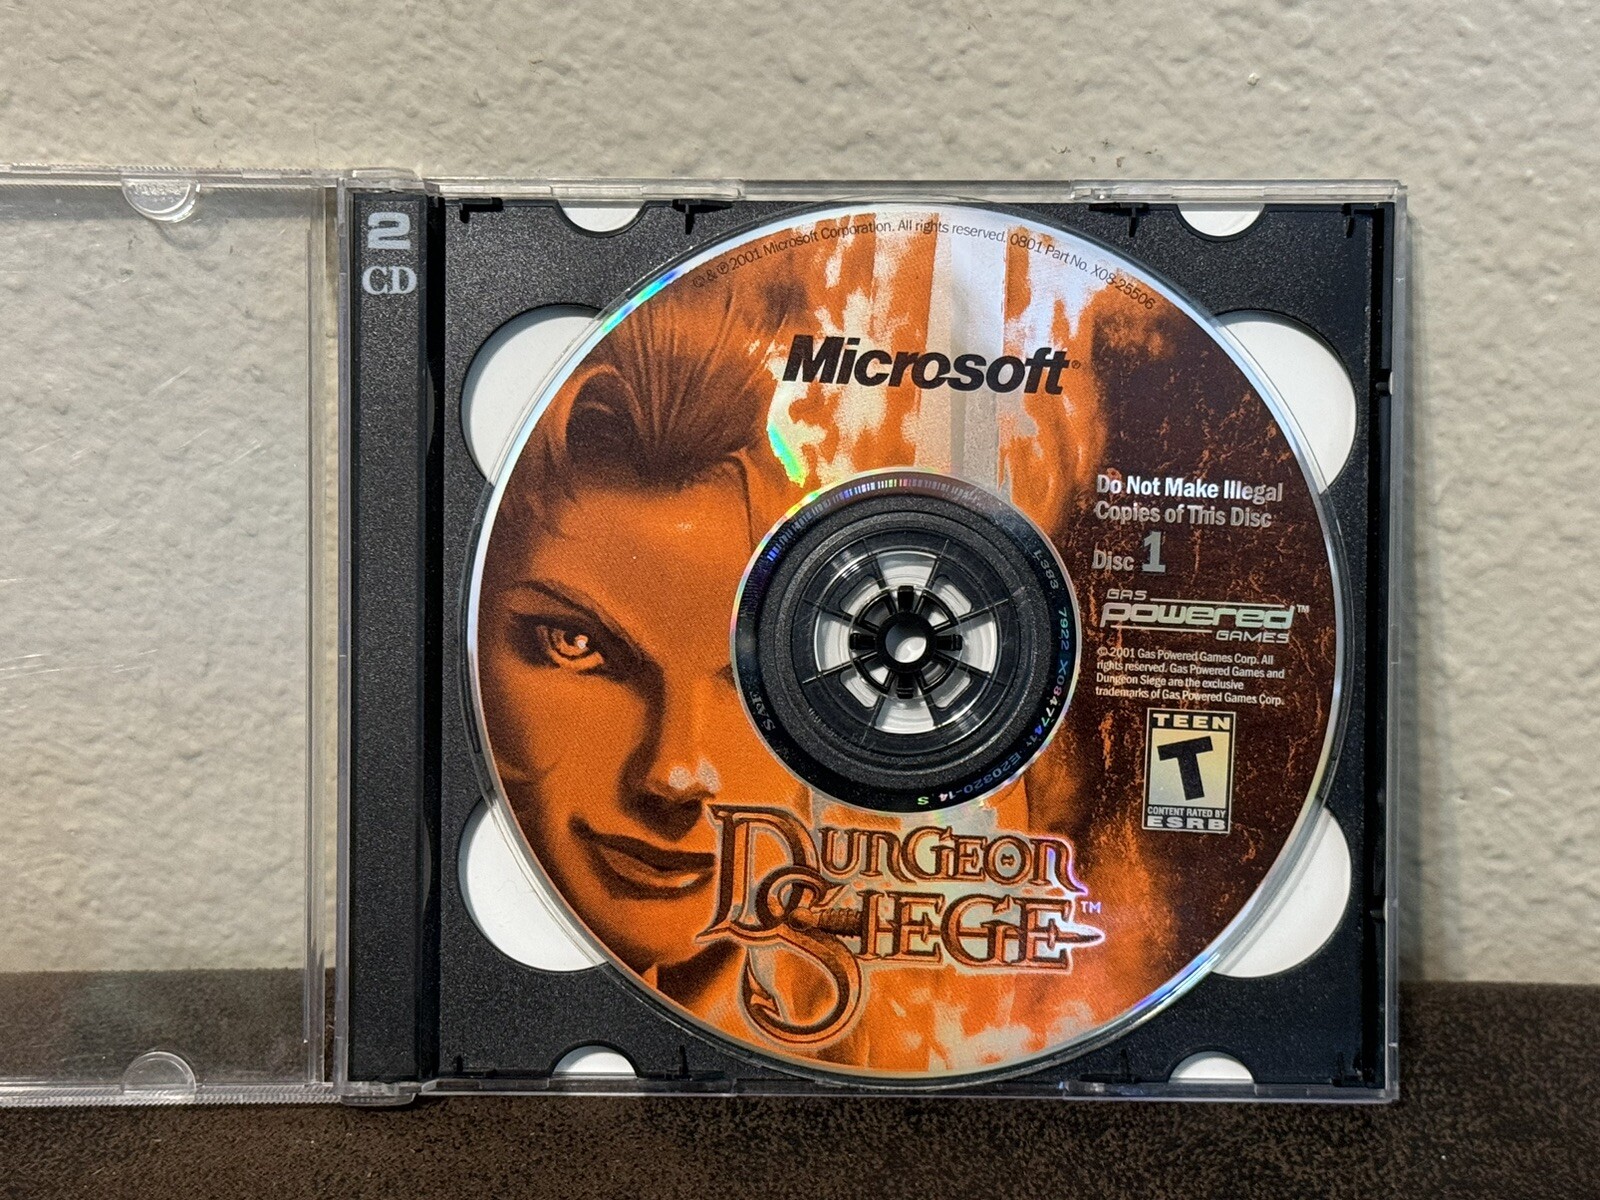 2
CD
© & ℗ 2001 Microsoft Corporation. All rights reserved. 0801 Part No. X08-25506
Microsoft®
Do Not Make Illegal
Copies of This Disc
Disc 1
GAS
powered™
GAMES
© 2001 Gas Powered Games Corp. All
rights reserved. Gas Powered Games and
Dungeon Siege are the exclusive
trademarks of Gas Powered Games Corp.
TEEN
T
CONTENT RATED BY
ESRB
DUNGEON
SIEGE™